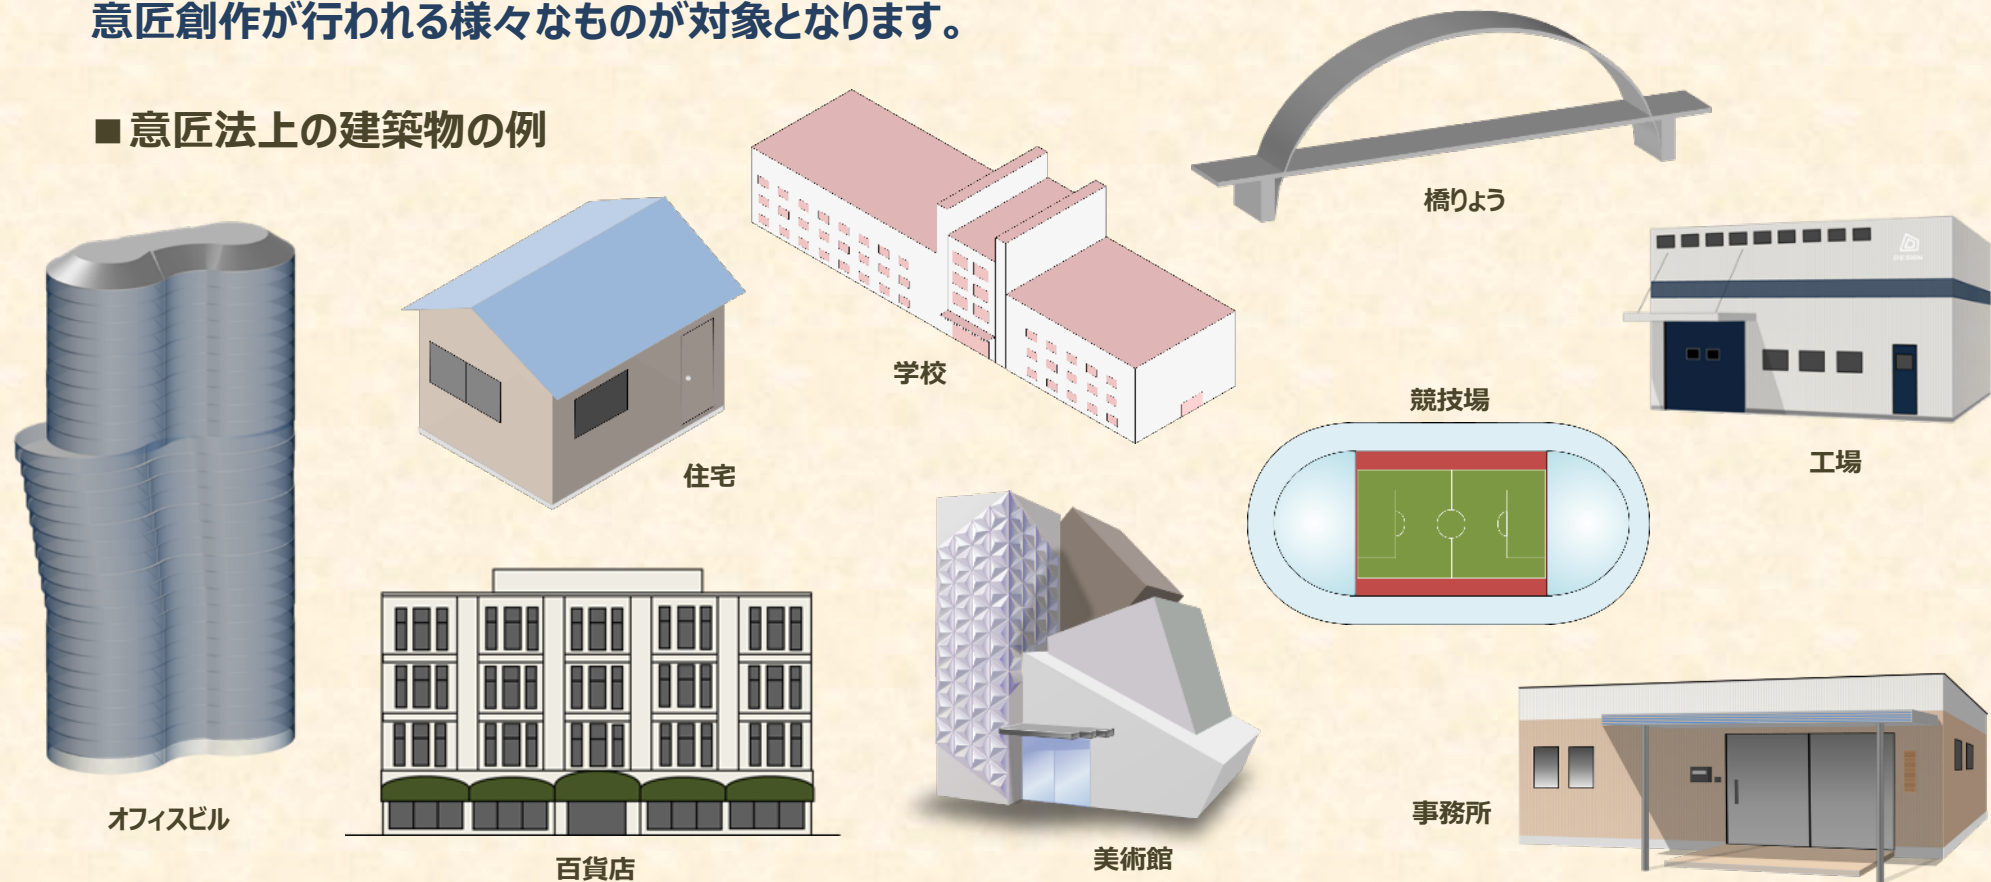 意匠創作が行われる様々なものが対象となります。
■意匠法上の建築物の例
橋りょう
学校
競技場
工場
住宅
オフィスビル
百貨店
美術館
事務所